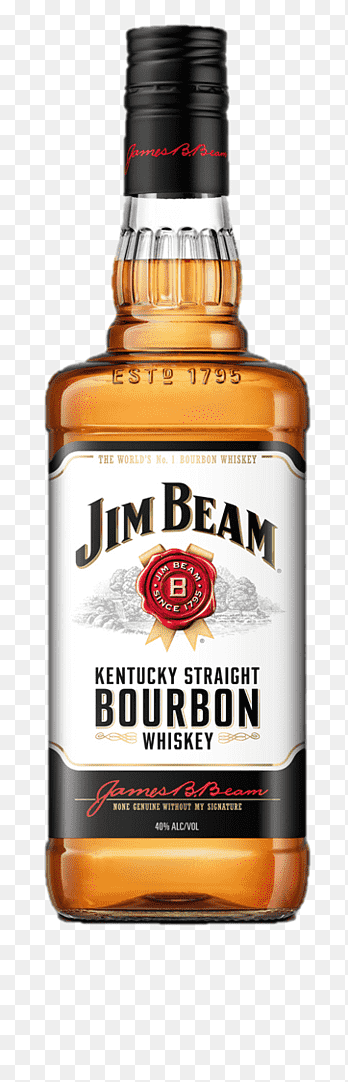 James B. Beam
ESTD 1795
THE WORLD'S No. 1 BOURBON WHISKEY
JIM BEAM
®
JIM BEAM
B
SINCE 1795
®
KENTUCKY STRAIGHT
BOURBON
WHISKEY
James B. Beam
NONE GENUINE WITHOUT MY SIGNATURE
40% ALC/VOL